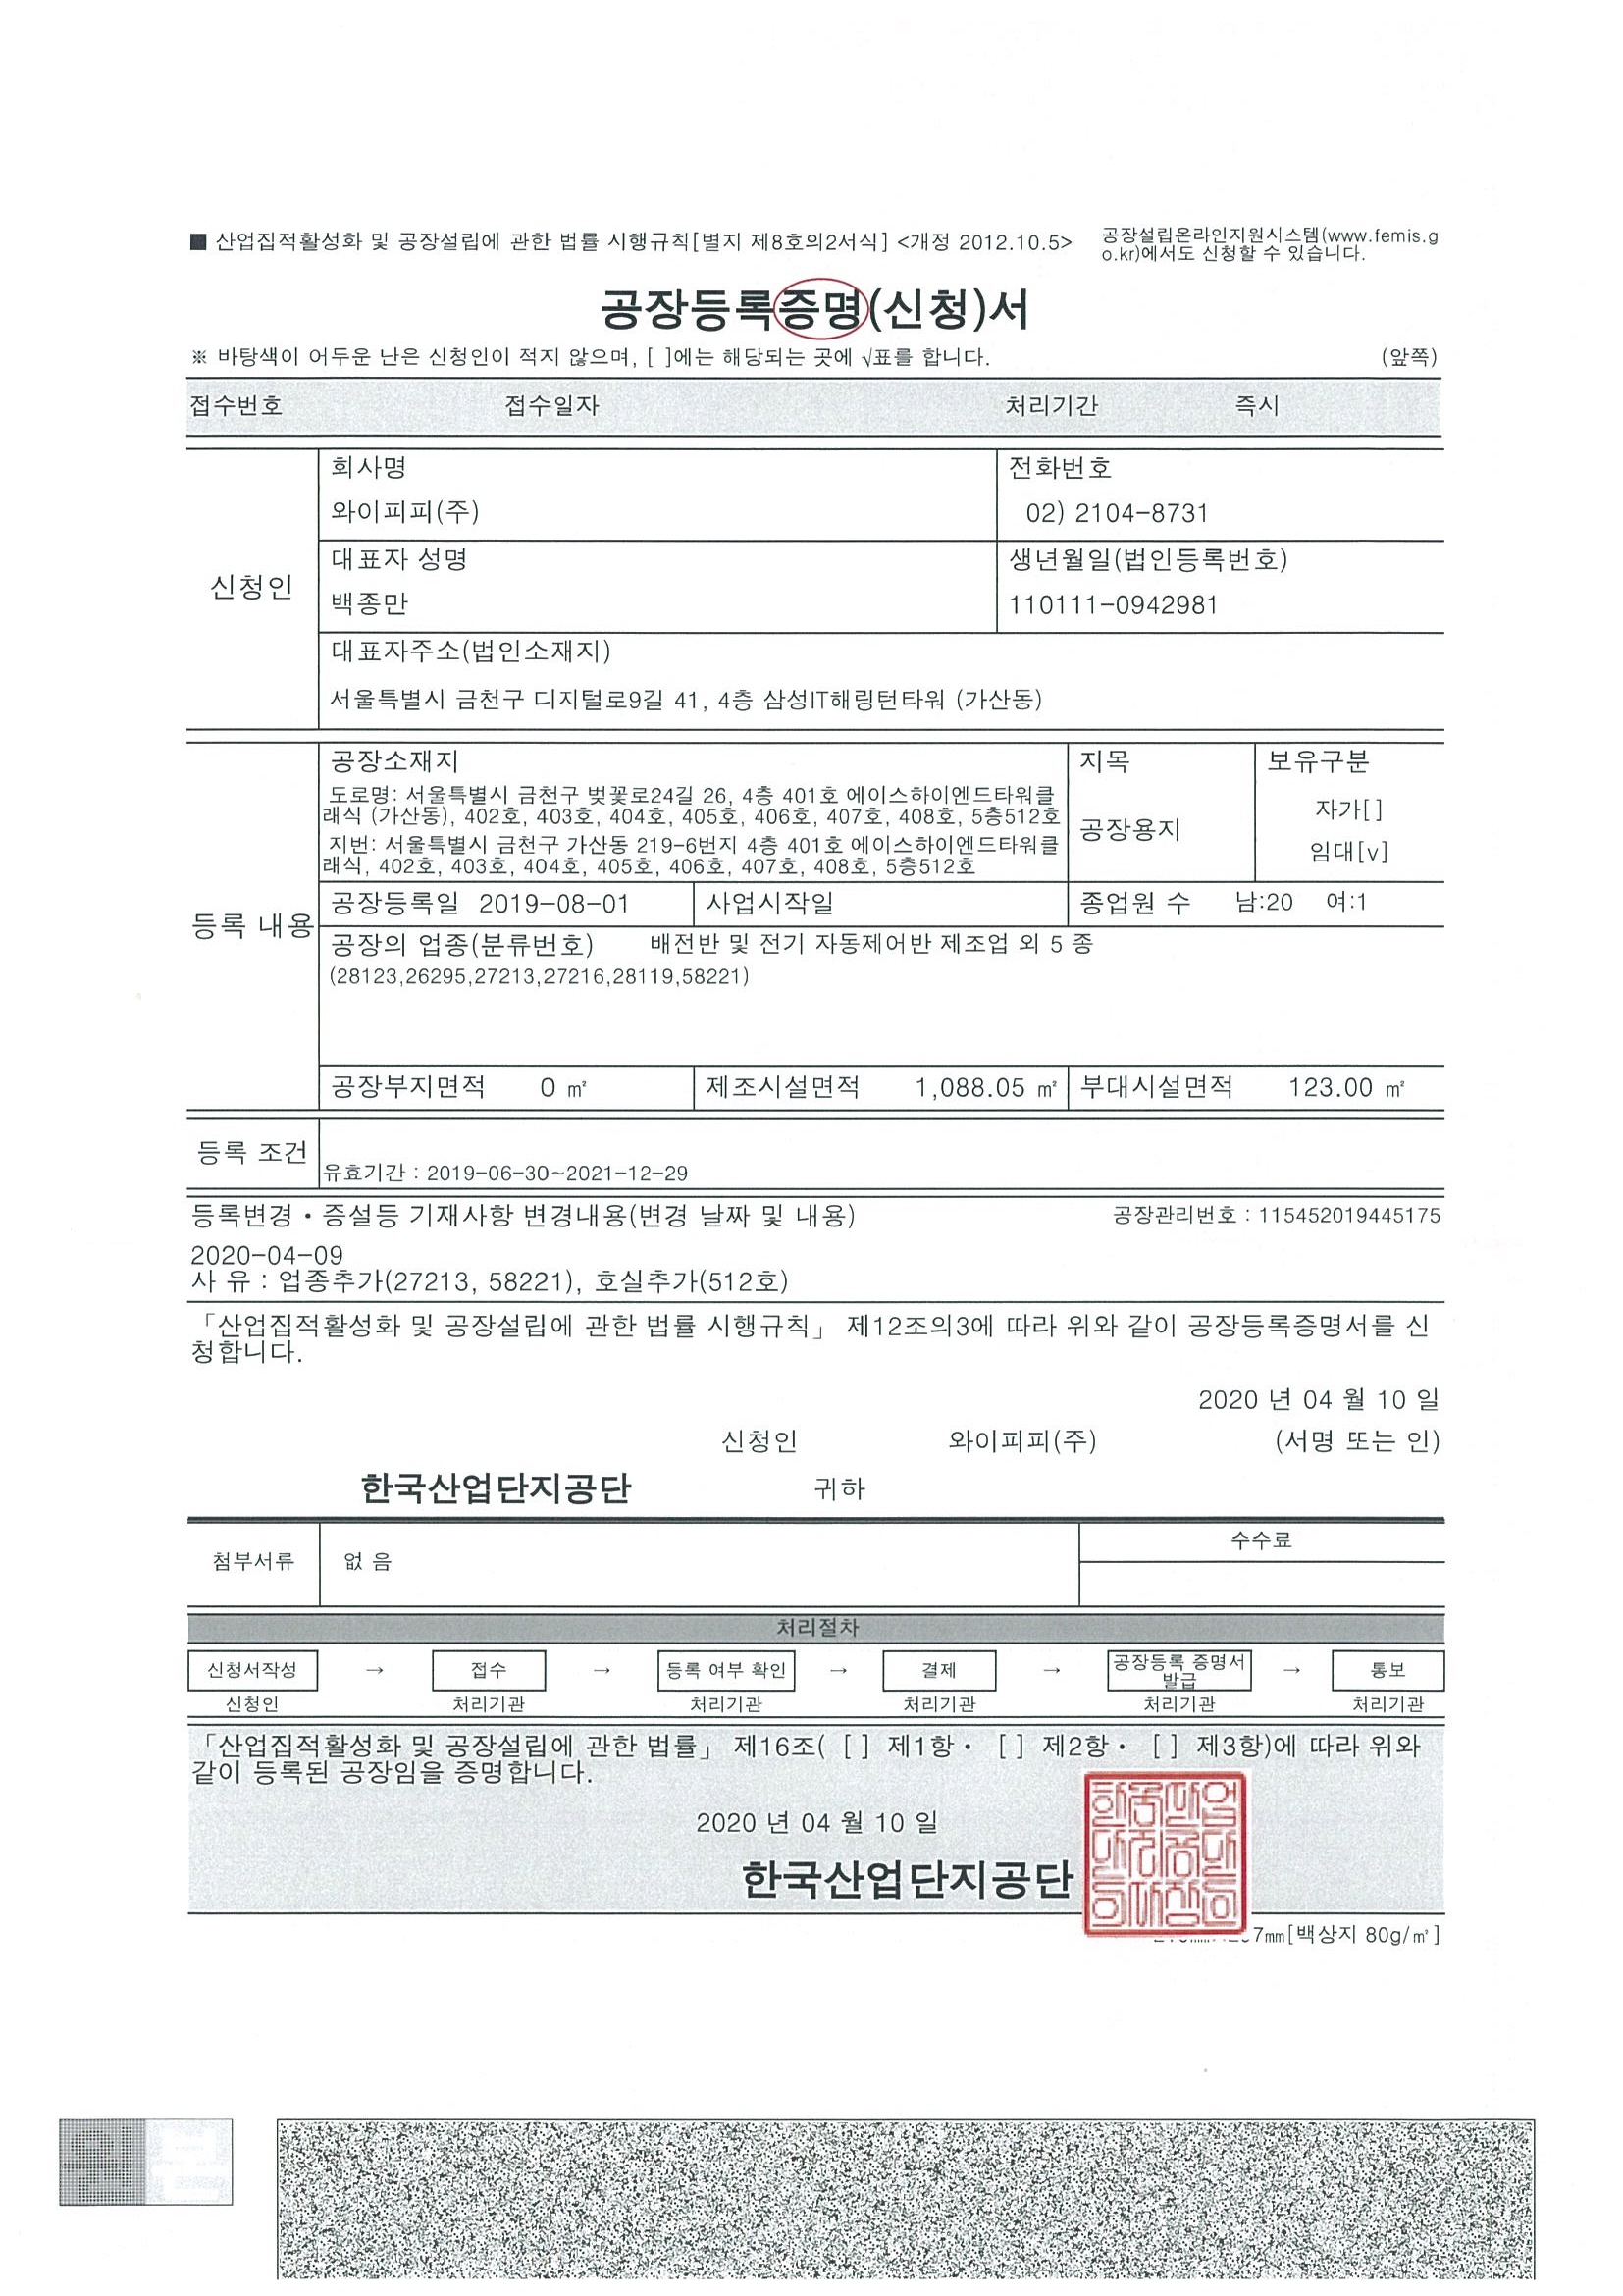 ■ 산업집적활성화 및 공장설립에 관한 법률 시행규칙[별지 제8호의2서식] <개정 2012.10.5>
공장설립온라인지원시스템(www.femis.g
o.kr)에서도 신청할 수 있습니다.
공장등록증명(신청)서
※ 바탕색이 어두운 난은 신청인이 적지 않으며, [ ]에는 해당되는 곳에 √표를 합니다. (앞쪽)
접수번호 접수일자 처리기간 즉시
신청인
회사명
와이피피(주)
전화번호
02) 2104-8731
대표자 성명
백종만
생년월일(법인등록번호)
110111-0942981
대표자주소(법인소재지)
서울특별시 금천구 디지털로9길 41, 4층 삼성IT해링턴타워 (가산동)
등록 내용
공장소재지
도로명: 서울특별시 금천구 벚꽃로24길 26, 4층 401호 에이스하이엔드타워클
래식 (가산동), 402호, 403호, 404호, 405호, 406호, 407호, 408호, 5층512호
지번: 서울특별시 금천구 가산동 219-6번지 4층 401호 에이스하이엔드타워클
래식, 402호, 403호, 404호, 405호, 406호, 407호, 408호, 5층512호
지목
공장용지
보유구분
자가[ ]
임대[v]
공장등록일 2019-08-01 사업시작일 종업원 수 남:20 여:1
공장의 업종(분류번호) 배전반 및 전기 자동제어반 제조업 외 5 종
(28123,26295,27213,27216,28119,58221)
공장부지면적 0 ㎡ 제조시설면적 1,088.05 ㎡ 부대시설면적 123.00 ㎡
등록 조건
유효기간 : 2019-06-30~2021-12-29
등록변경・증설등 기재사항 변경내용(변경 날짜 및 내용) 공장관리번호 : 115452019445175
2020-04-09
사 유 : 업종추가(27213, 58221), 호실추가(512호)
「산업집적활성화 및 공장설립에 관한 법률 시행규칙」 제12조의3에 따라 위와 같이 공장등록증명서를 신
청합니다.
2020 년 04 월 10 일
신청인 와이피피(주) (서명 또는 인)
한국산업단지공단 귀하
첨부서류 없 음 수수료
처리절차
신청서작성 → 접수 → 등록 여부 확인 → 결제 → 공장등록 증명서 발급 → 통보
신청인 처리기관 처리기관 처리기관 처리기관 처리기관
「산업집적활성화 및 공장설립에 관한 법률」 제16조( [ ] 제1항・ [ ] 제2항・ [ ] 제3항)에 따라 위와
같이 등록된 공장임을 증명합니다.
2020 년 04 월 10 일
한국산업단지공단
7㎜[백상지 80g/㎡]